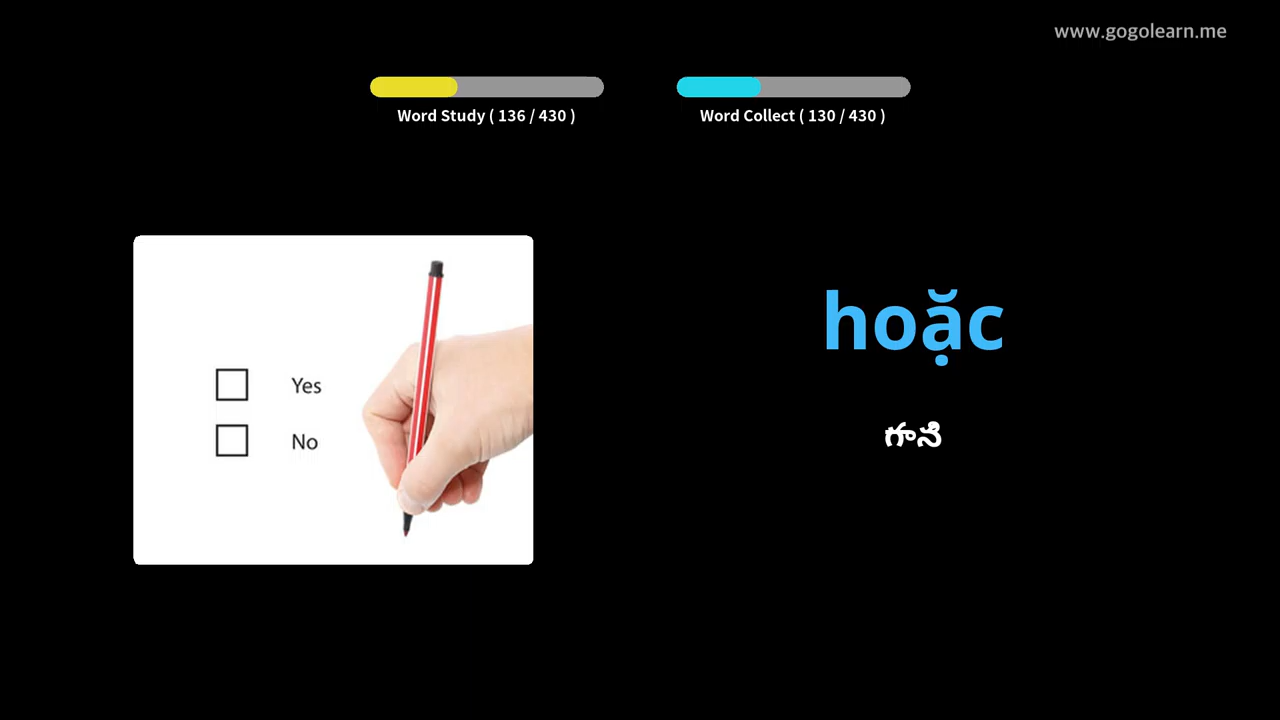 www.gogolearn.me
Word Study ( 136 / 430 )
Word Collect ( 130 / 430 )
Yes
No
hoặc
గాని